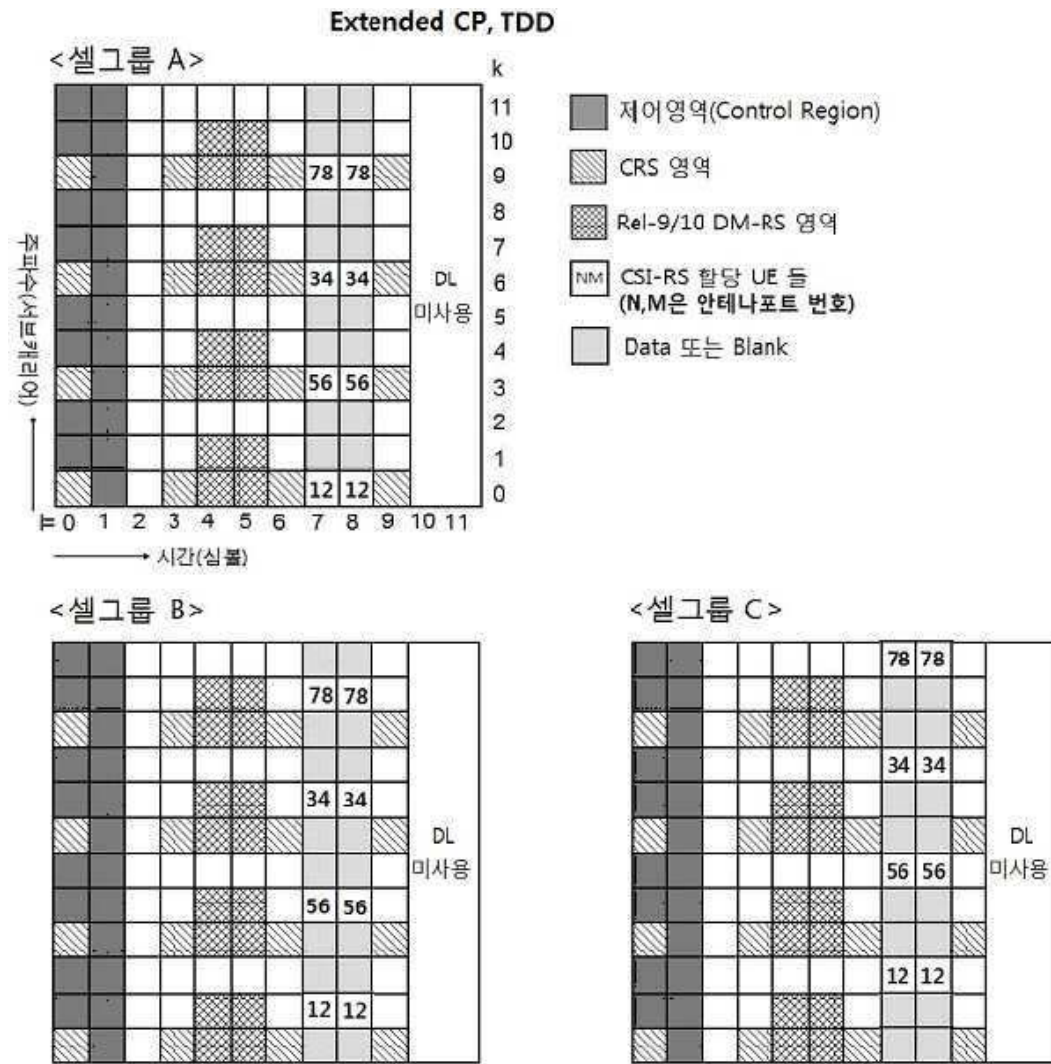 Extended CP, TDD
<셀그룹 A>
k
11
10
9
8
7
6
5
4
3
2
1
0
78 78
34 34
56 56
12 12
DL
미사용
주파수(서브캐리어)
0 1 2 3 4 5 6 7 8 9 10 11
시간(심볼)
제어영역(Control Region)
CRS 영역
Rel-9/10 DM-RS 영역
NM CSI-RS 할당 UE 들
(N,M은 안테나포트 번호)
Data 또는 Blank
<셀그룹 B>
78 78
34 34
56 56
12 12
DL
미사용
<셀그룹 C>
78 78
34 34
56 56
12 12
DL
미사용